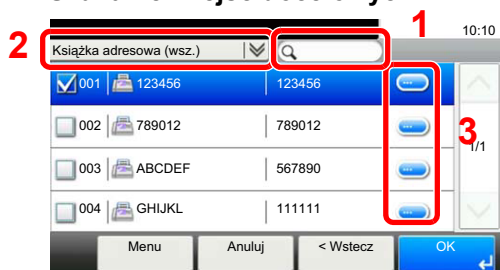 1
10:10
2
Książka adresowa (wsz.)
001 123456 123456
002 789012 789012
3
1/1
003 ABCDEF 567890
004 GHIJKL 111111
Menu Anuluj < Wstecz OK